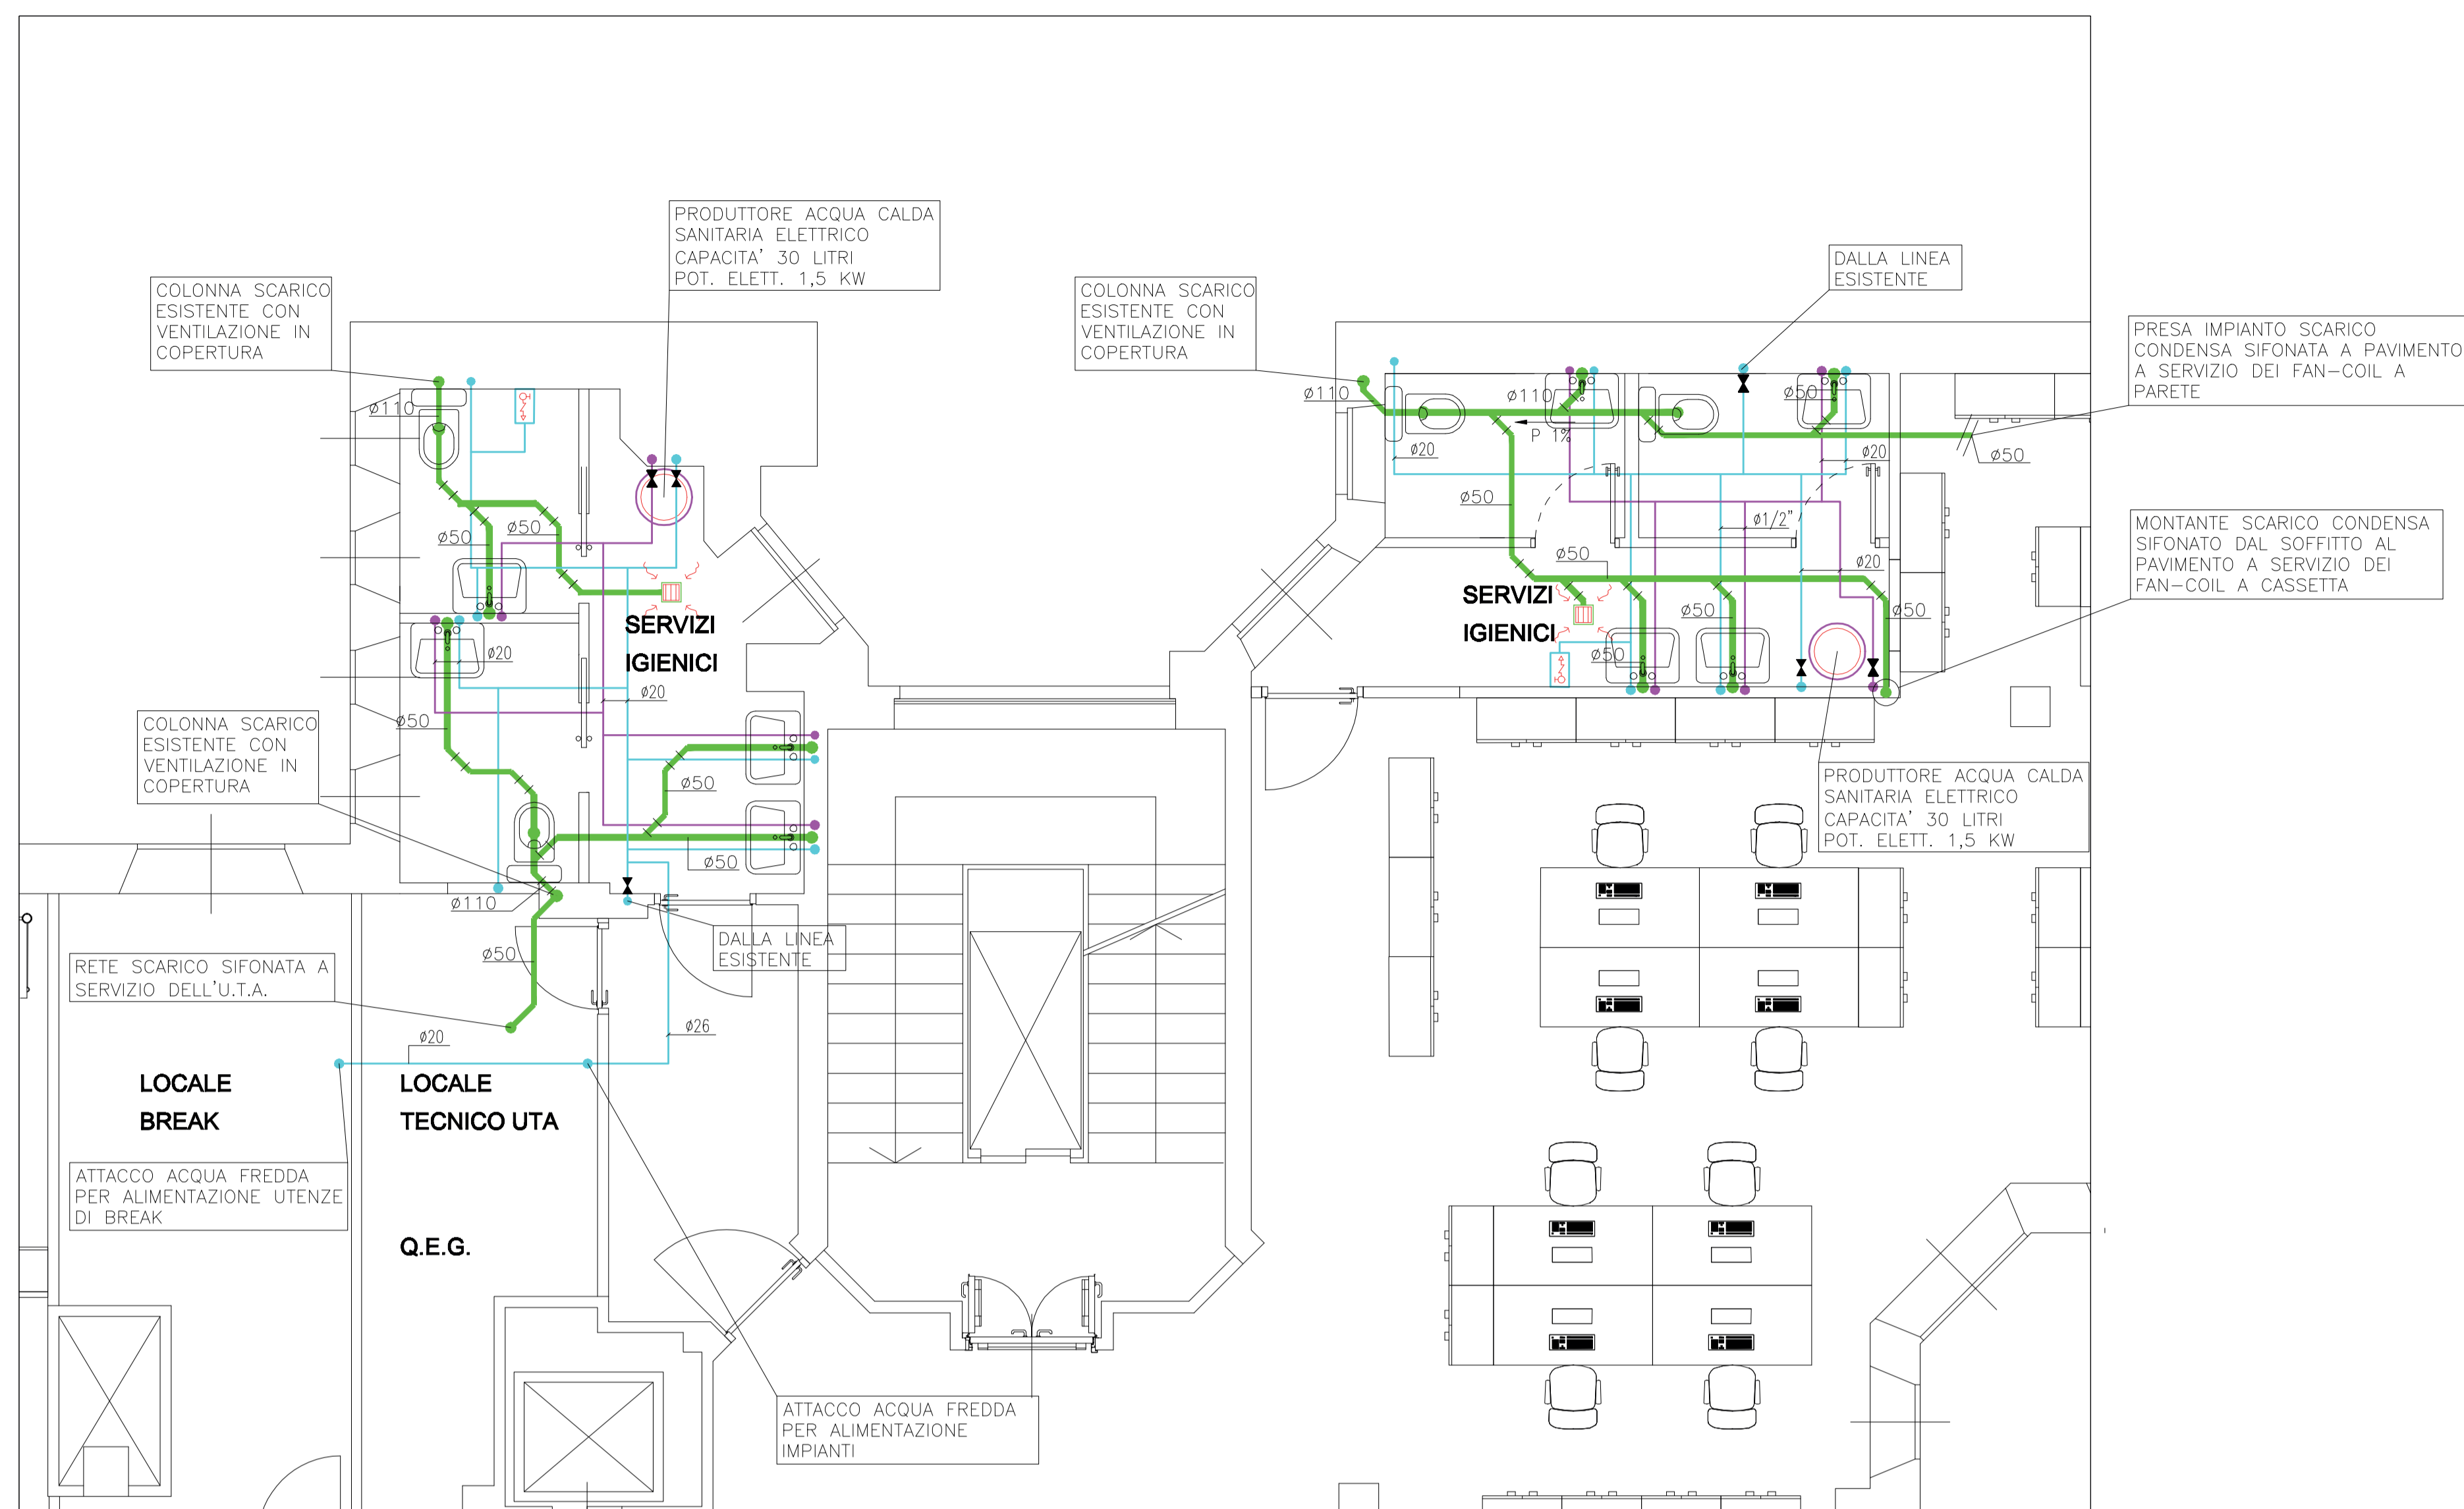 PRODUTTORE ACQUA CALDA
SANITARIA ELETTRICO
CAPACITA' 30 LITRI
POT. ELETT. 1,5 KW
DALLA LINEA
ESISTENTE
COLONNA SCARICO
ESISTENTE CON
VENTILAZIONE IN
COPERTURA
COLONNA SCARICO
ESISTENTE CON
VENTILAZIONE IN
COPERTURA
PRESA IMPIANTO SCARICO
CONDENSA SIFONATA A PAVIMENTO
A SERVIZIO DEI FAN-COIL A
PARETE
ø110
ø110
ø110
ø50
P 1%
ø20
ø20
ø50
ø50
ø50
ø50
ø1/2"
MONTANTE SCARICO CONDENSA
SIFONATO DAL SOFFITTO AL
PAVIMENTO A SERVIZIO DEI
FAN-COIL A CASSETTA
ø50
ø20
SERVIZI
IGIENICI
SERVIZI
IGIENICI
ø50
ø50
ø50
ø20
ø20
ø50
COLONNA SCARICO
ESISTENTE CON
VENTILAZIONE IN
COPERTURA
ø50
ø50
PRODUTTORE ACQUA CALDA
SANITARIA ELETTRICO
CAPACITA' 30 LITRI
POT. ELETT. 1,5 KW
ø110
DALLA LINEA
ESISTENTE
ø50
RETE SCARICO SIFONATA A
SERVIZIO DELL'U.T.A.
ø26
ø20
LOCALE
BREAK
LOCALE
TECNICO UTA
ATTACCO ACQUA FREDDA
PER ALIMENTAZIONE UTENZE
DI BREAK
Q.E.G.
ATTACCO ACQUA FREDDA
PER ALIMENTAZIONE
IMPIANTI